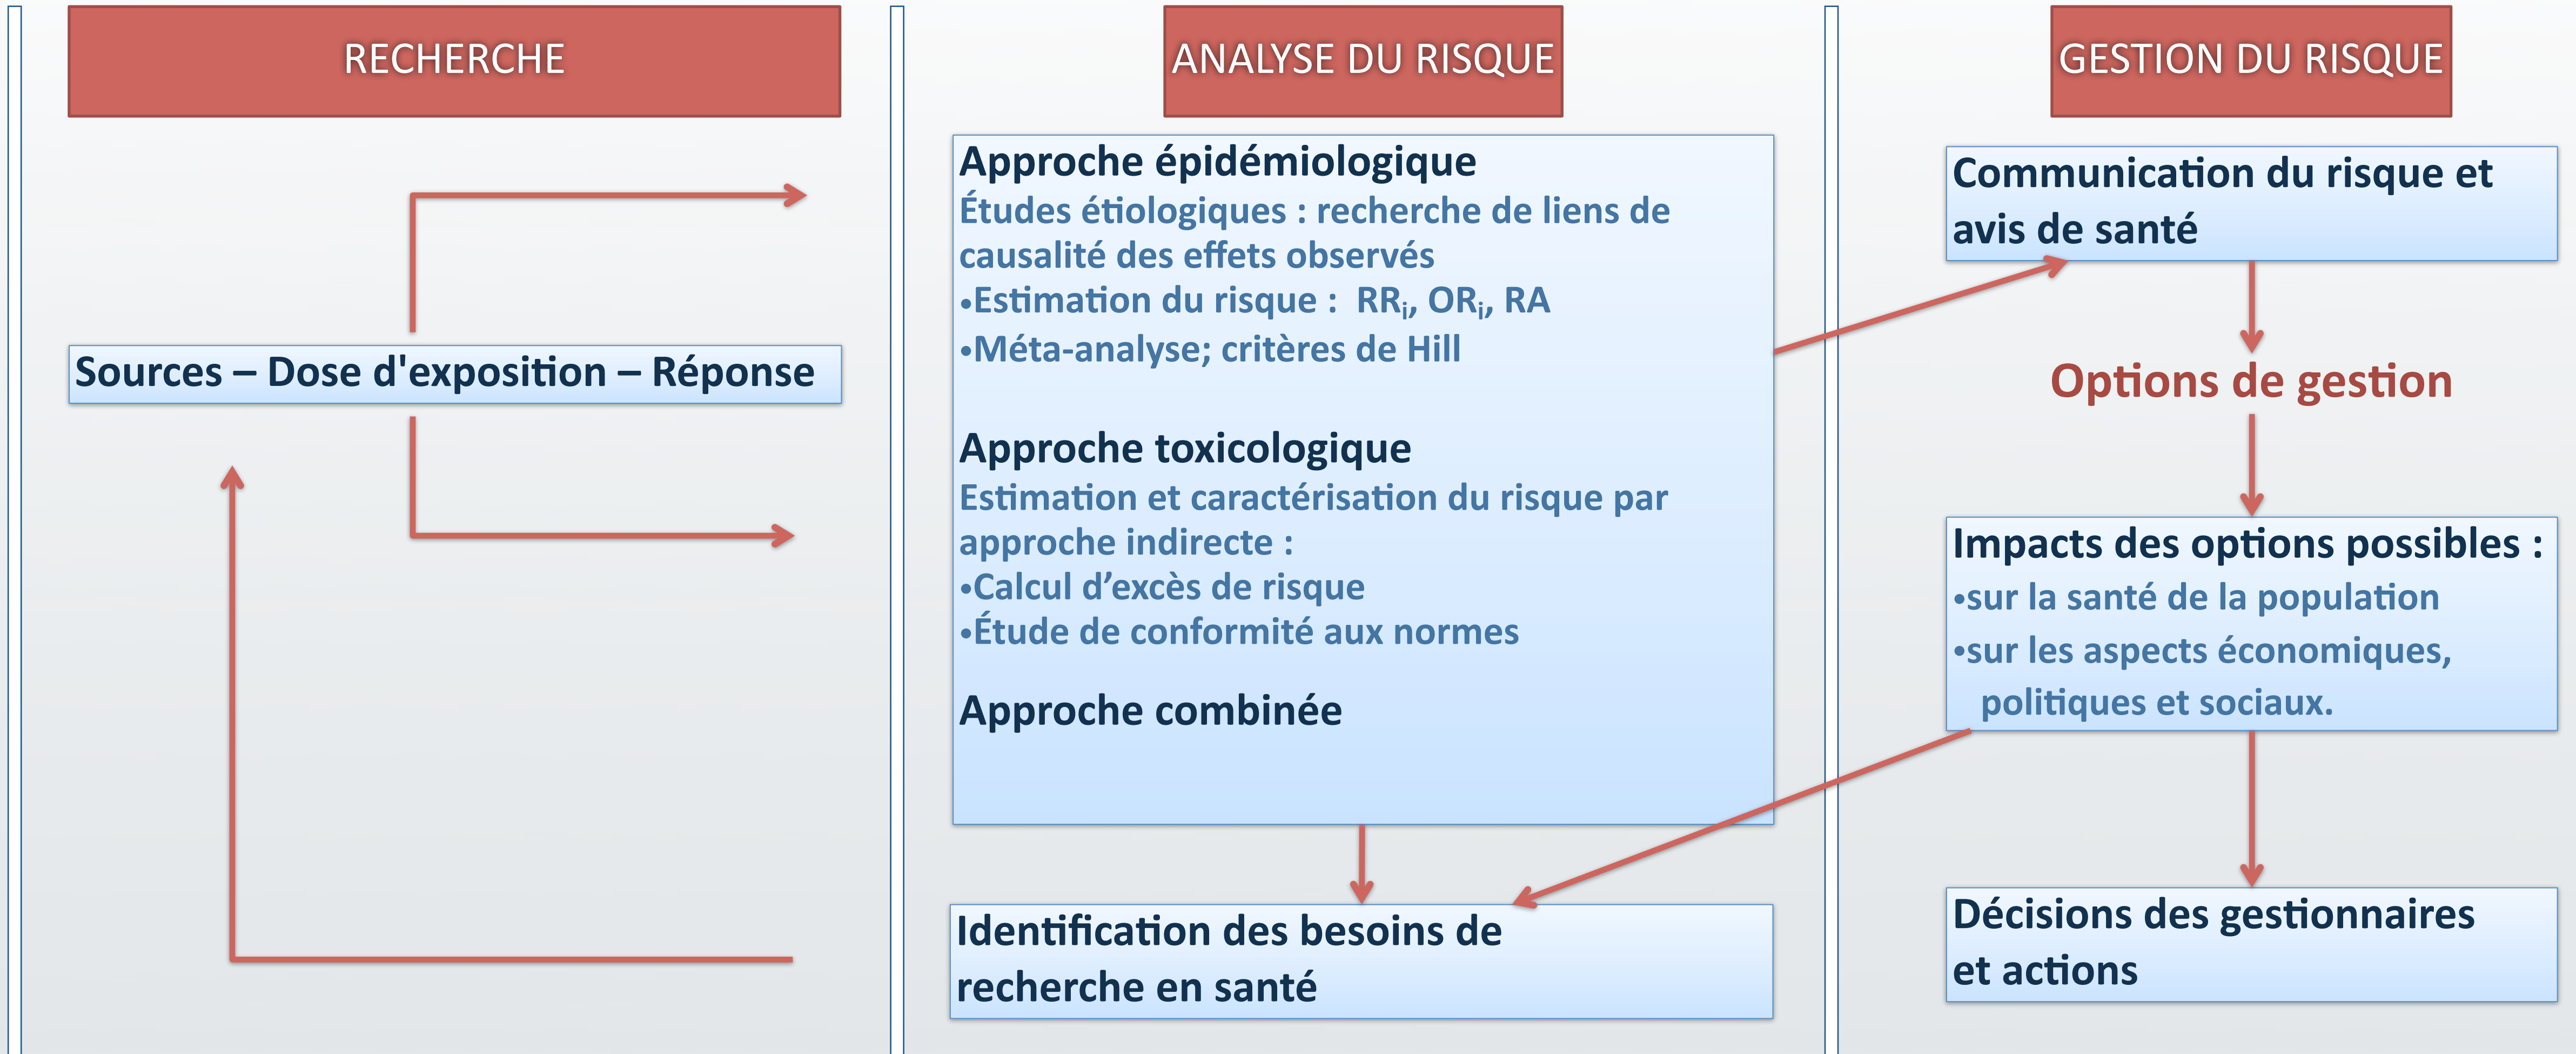 RECHERCHE
Sources – Dose d'exposition – Réponse
ANALYSE DU RISQUE
Approche épidémiologique
Études étiologiques : recherche de liens de
causalité des effets observés
•Estimation du risque :  RRi, ORi, RA
•Méta-analyse; critères de Hill
Approche toxicologique
Estimation et caractérisation du risque par
approche indirecte :
•Calcul d’excès de risque
•Étude de conformité aux normes
Approche combinée
Identification des besoins de
recherche en santé
GESTION DU RISQUE
Communication du risque et
avis de santé
Options de gestion
Impacts des options possibles :
•sur la santé de la population
•sur les aspects économiques,
politiques et sociaux.
Décisions des gestionnaires
et actions